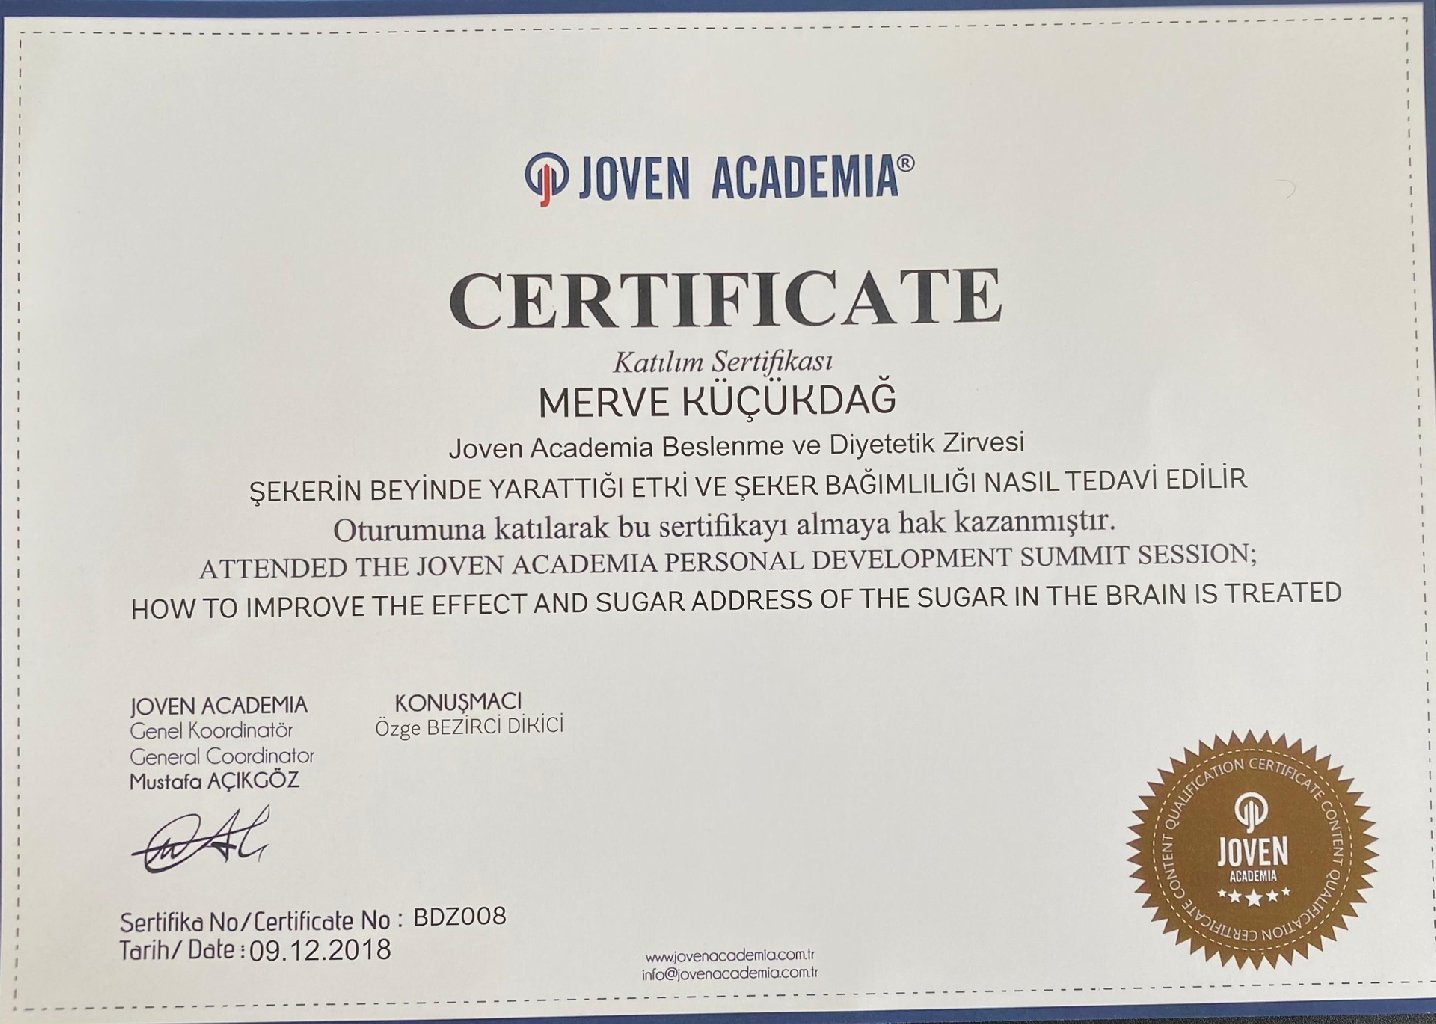 JOVEN ACADEMIA®
CERTIFICATE
Katılım Sertifikası
MERVE KÜÇÜKDAĞ
Joven Academia Beslenme ve Diyetetik Zirvesi
ŞEKERİN BEYİNDE YARATTIĞI ETKİ VE ŞEKER BAĞIMLILIĞI NASIL TEDAVİ EDİLİR
Oturumuna katılarak bu sertifikayı almaya hak kazanmıştır.
ATTENDED THE JOVEN ACADEMIA PERSONAL DEVELOPMENT SUMMIT SESSION;
HOW TO IMPROVE THE EFFECT AND SUGAR ADDRESS OF THE SUGAR IN THE BRAIN IS TREATED
JOVEN ACADEMIA
Genel Koordinatör
General Coordinator
Mustafa AÇIKGÖZ
KONUŞMACI
Özge BEZİRCİ DİKİCİ
Sertifika No/Certificate No : BDZ008
Tarih/ Date : 09.12.2018
www.jovenacademia.com.tr
info@jovenacademia.com.tr
CONTENT QUALIFICATION CERTIFICATE CONTENT QUALIFICATION CERTIFICATE
JOVEN
ACADEMIA